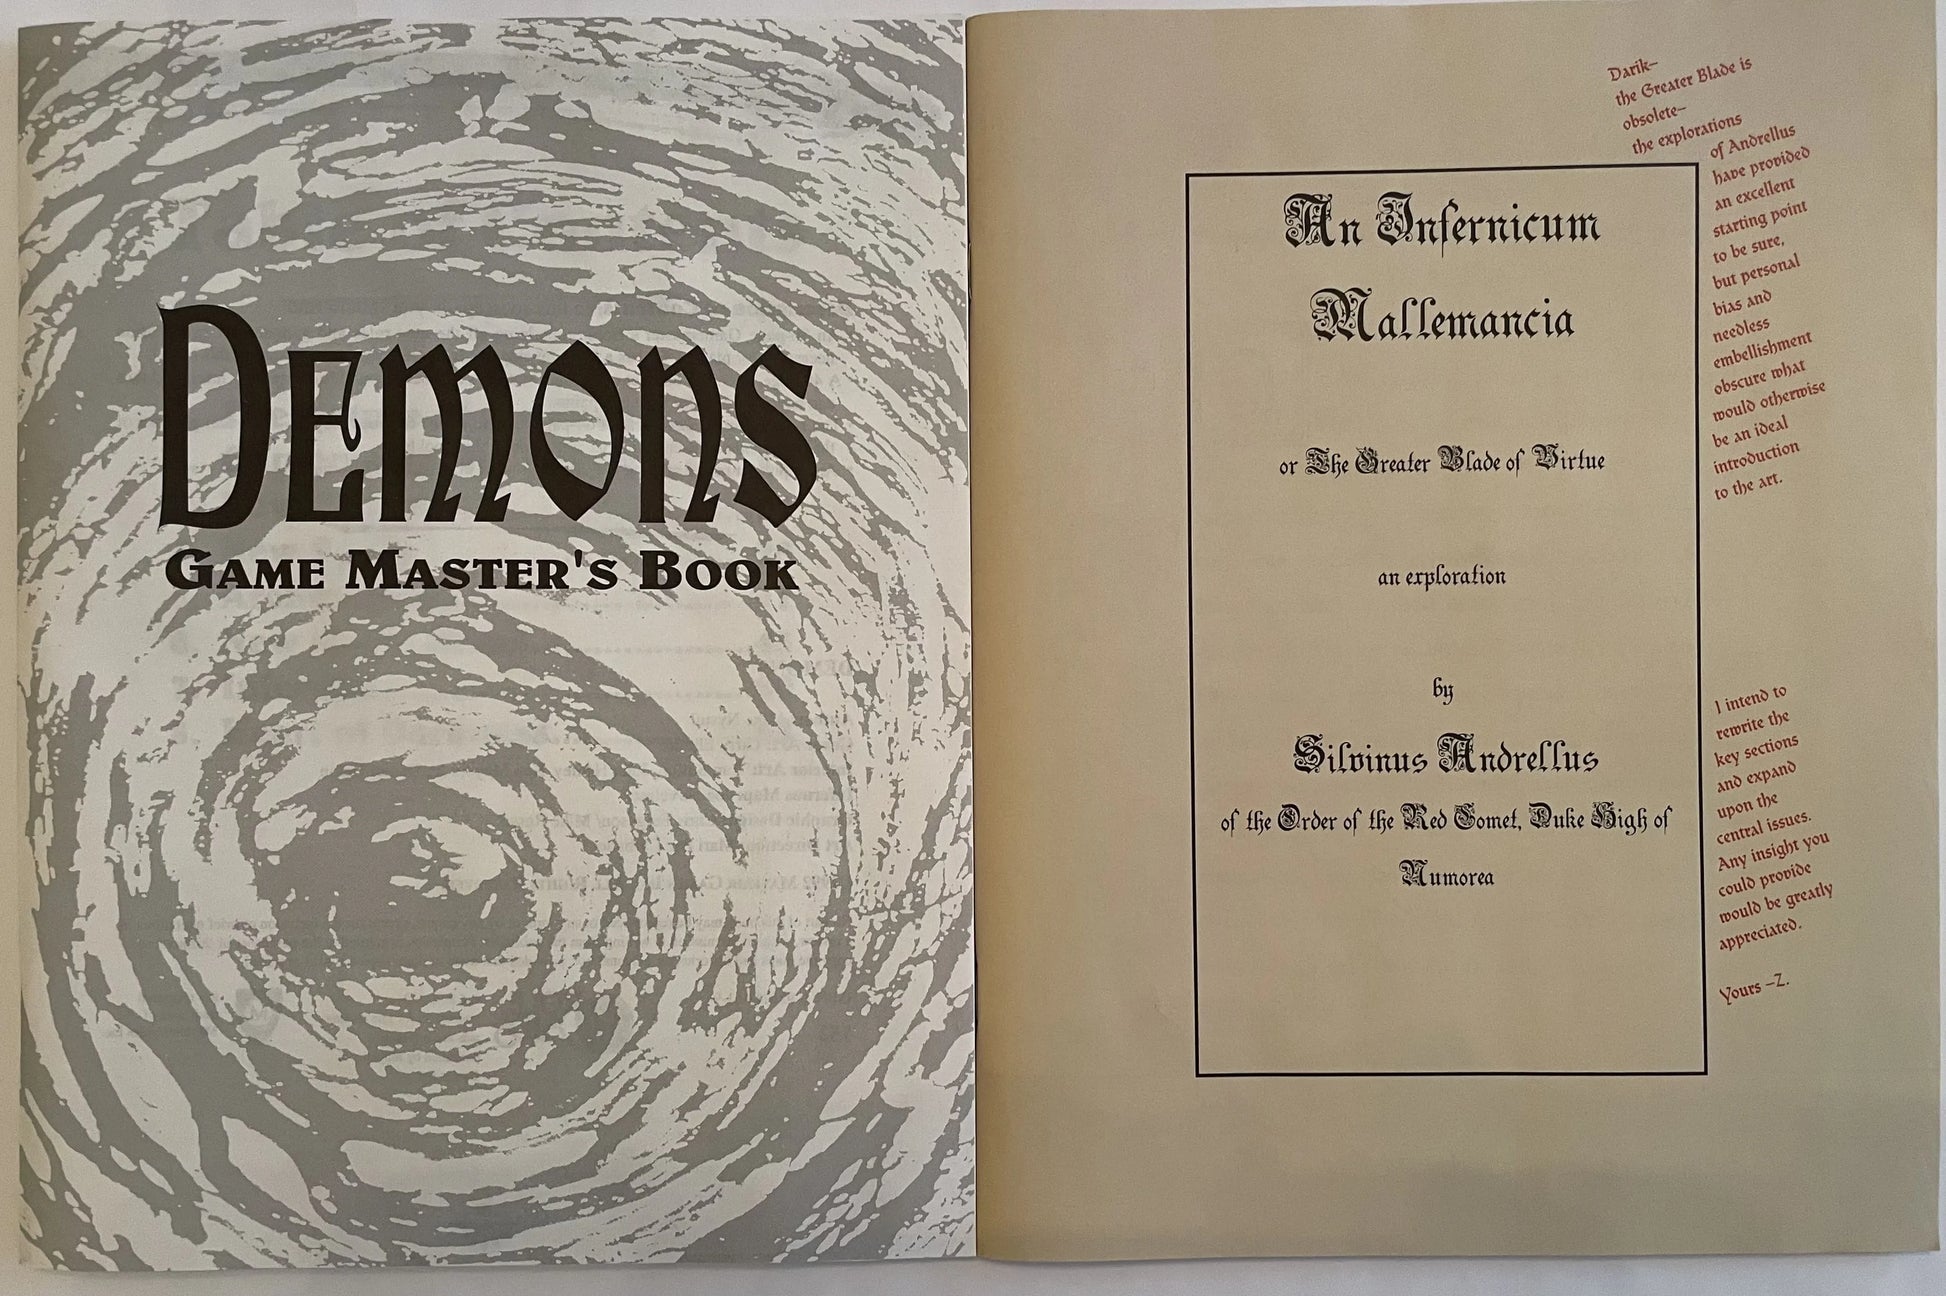 Demons
Game Master's Book
Darik–
the Greater Blade is
obsolete–
the explorations
of Andrellus
have provided
an excellent
starting point
to be sure,
but personal
bias and
needless
embellishment
obscure what
would otherwise
be an ideal
introduction
to the art.
An Infernicum
Mallemancia
or The Greater Blade of Virtue
an exploration
by
Silvinus Andrellus
of the Order of the Red Comet, Duke High of
Numorea
I intend to
rewrite the
key sections
and expand
upon the
central issues.
Any insight you
could provide
would be greatly
appreciated.
Yours –Z.